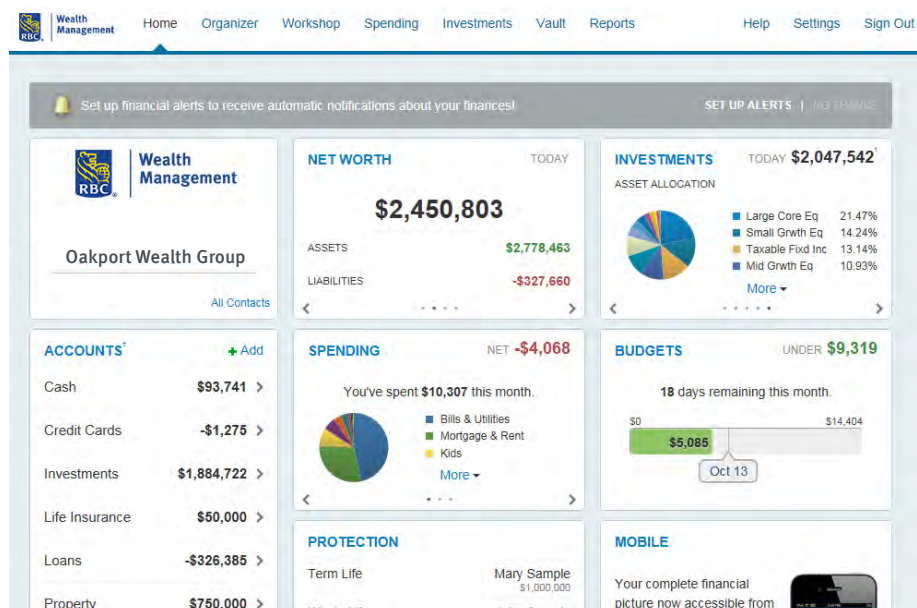 RBC
Wealth
Management
Home Organizer Workshop Spending Investments Vault Reports Help Settings Sign Out
Set up financial alerts to receive automatic notifications about your finances! SET UP ALERTS | NO THANKS
RBC
Wealth
Management
Oakport Wealth Group
All Contacts
NET WORTH TODAY
$2,450,803
ASSETS $2,778,463
LIABILITIES -$327,660
INVESTMENTS TODAY $2,047,542†
ASSET ALLOCATION
Large Core Eq 21.47%
Small Grwth Eq 14.24%
Taxable Fixd Inc 13.14%
Mid Grwth Eq 10.93%
More
ACCOUNTS† + Add
Cash $93,741 >
Credit Cards -$1,275 >
Investments $1,884,722 >
Life Insurance $50,000 >
Loans -$326,385 >
Property $750,000 >
SPENDING NET -$4,068
You've spent $10,307 this month.
Bills & Utilities
Mortgage & Rent
Kids
More
BUDGETS UNDER $9,319
18 days remaining this month.
$0 $14,404
$5,085
Oct 13
PROTECTION
Term Life Mary Sample
$1,000,000
MOBILE
Your complete financial
picture now accessible from